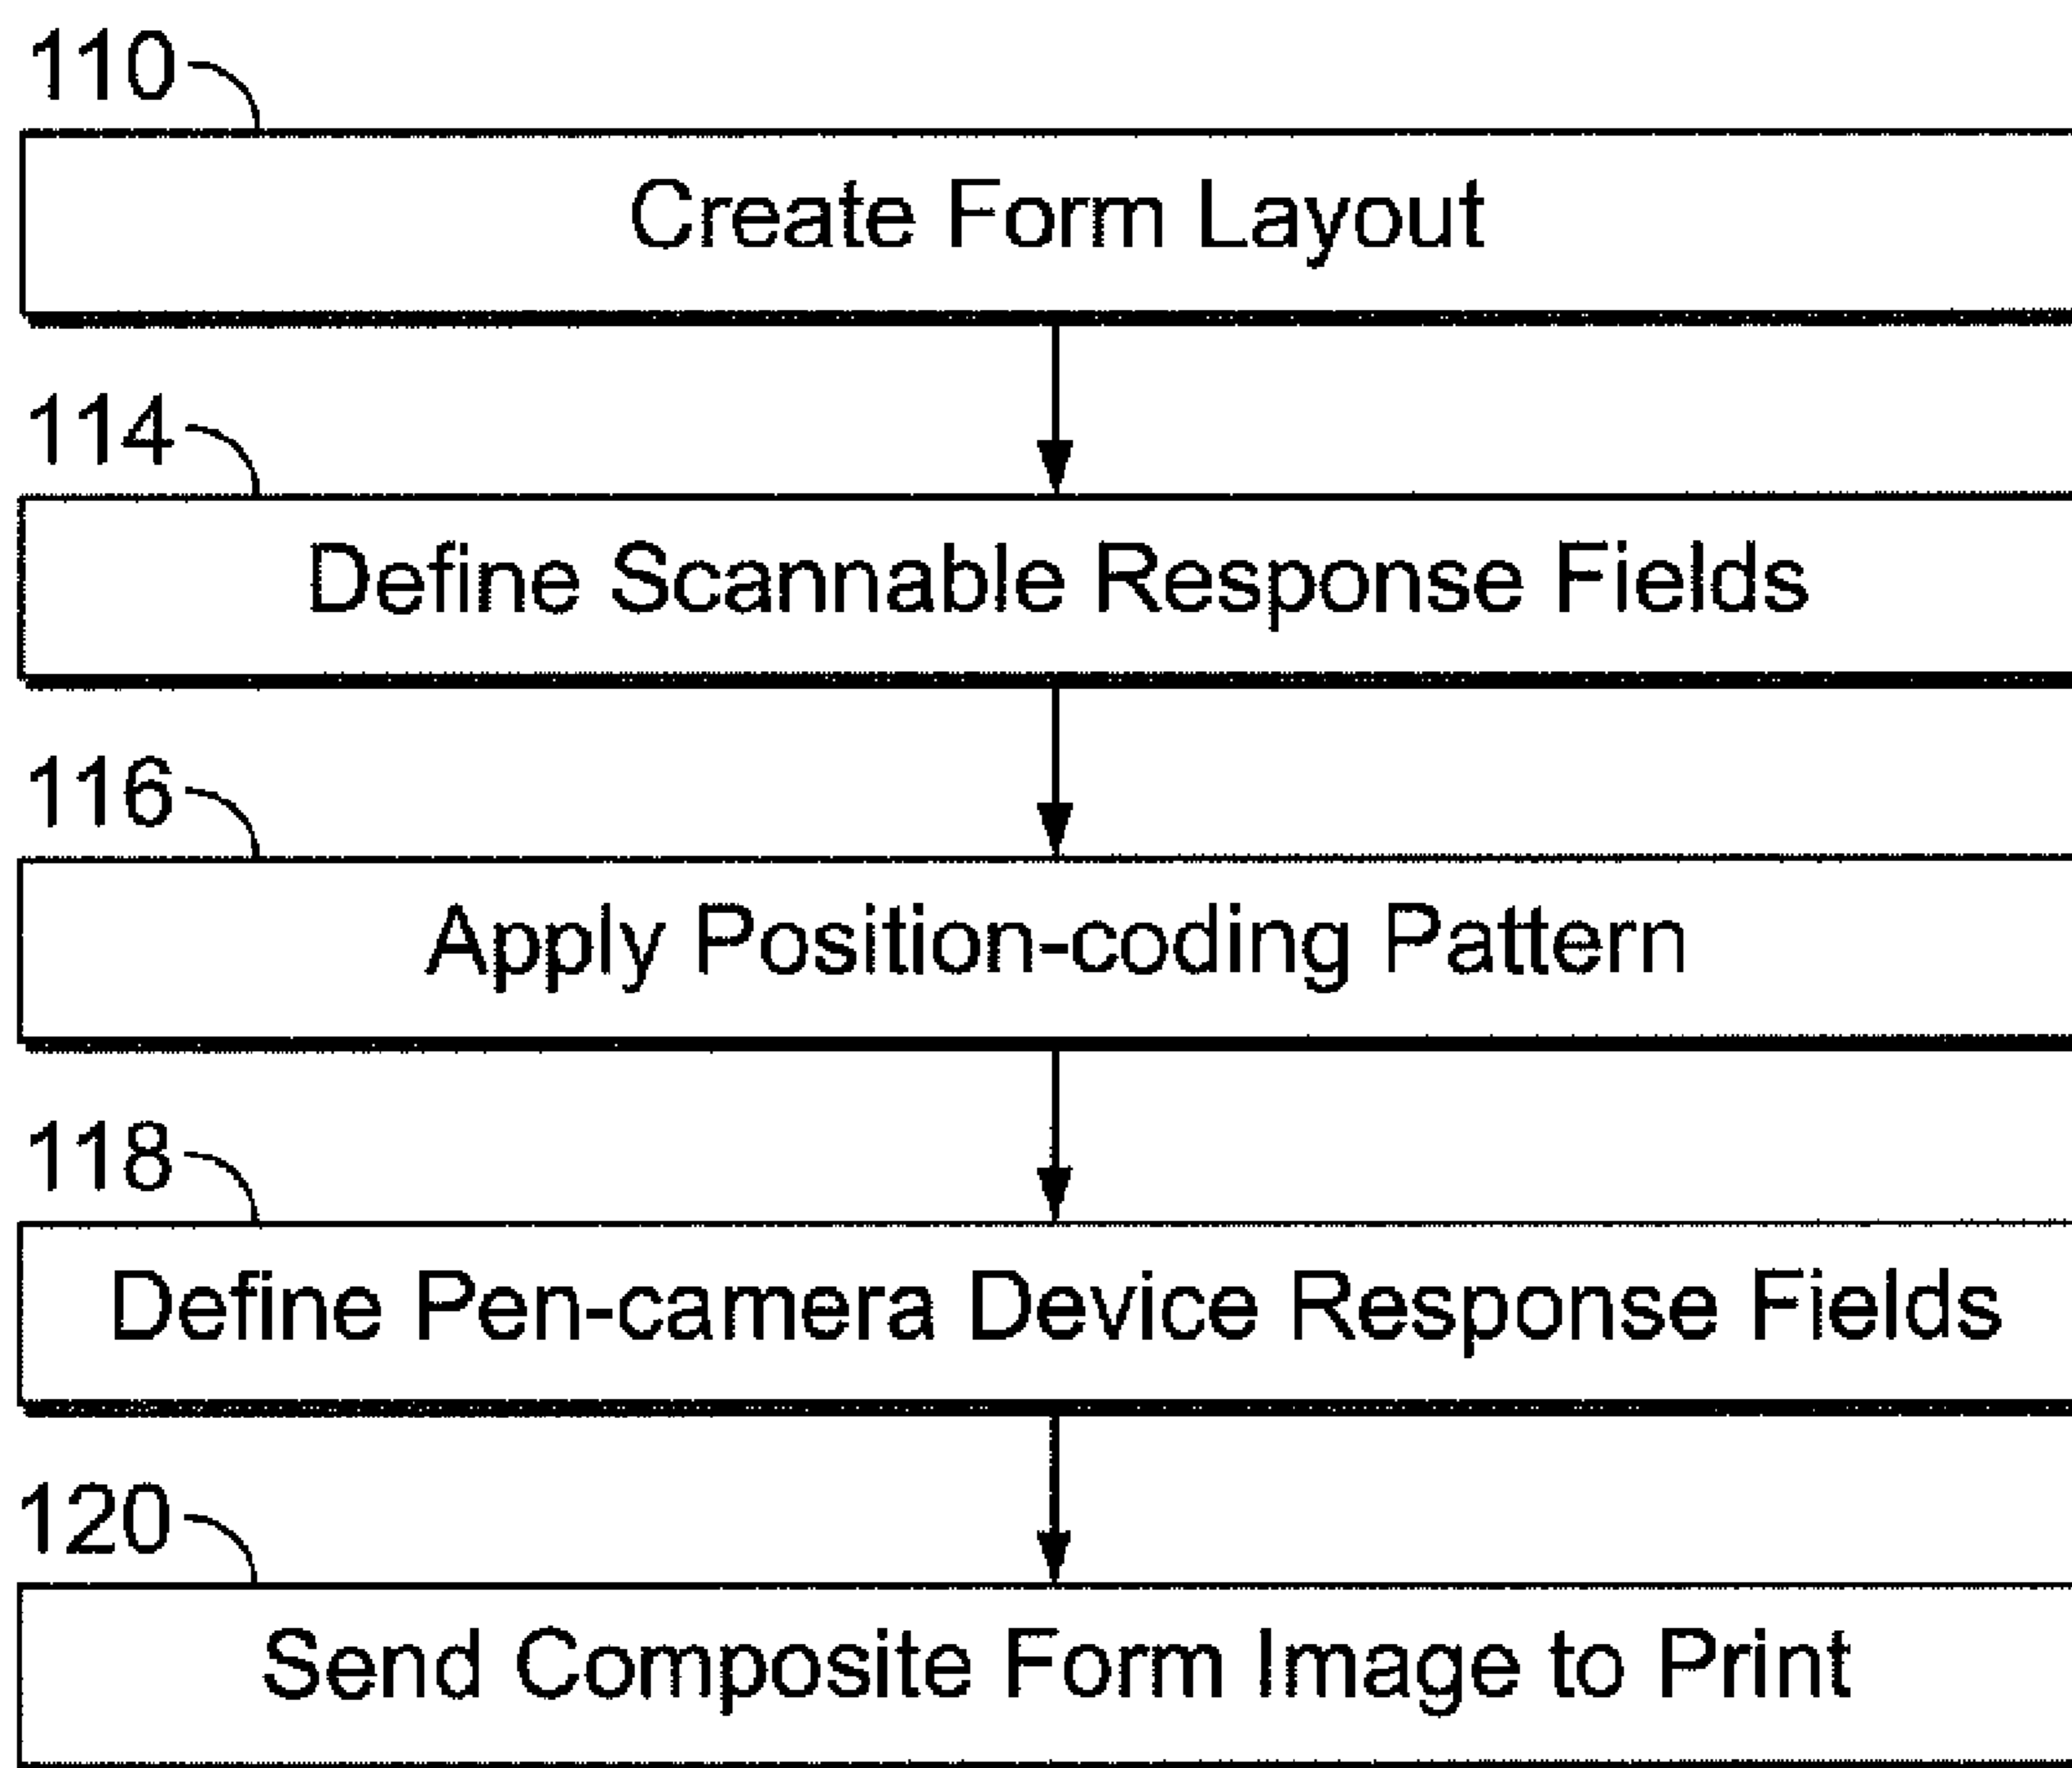 110
Create Form Layout
114
Define Scannable Response Fields
116
Apply Position-coding Pattern
118
Define Pen-camera Device Response Fields
120
Send Composite Form Image to Print